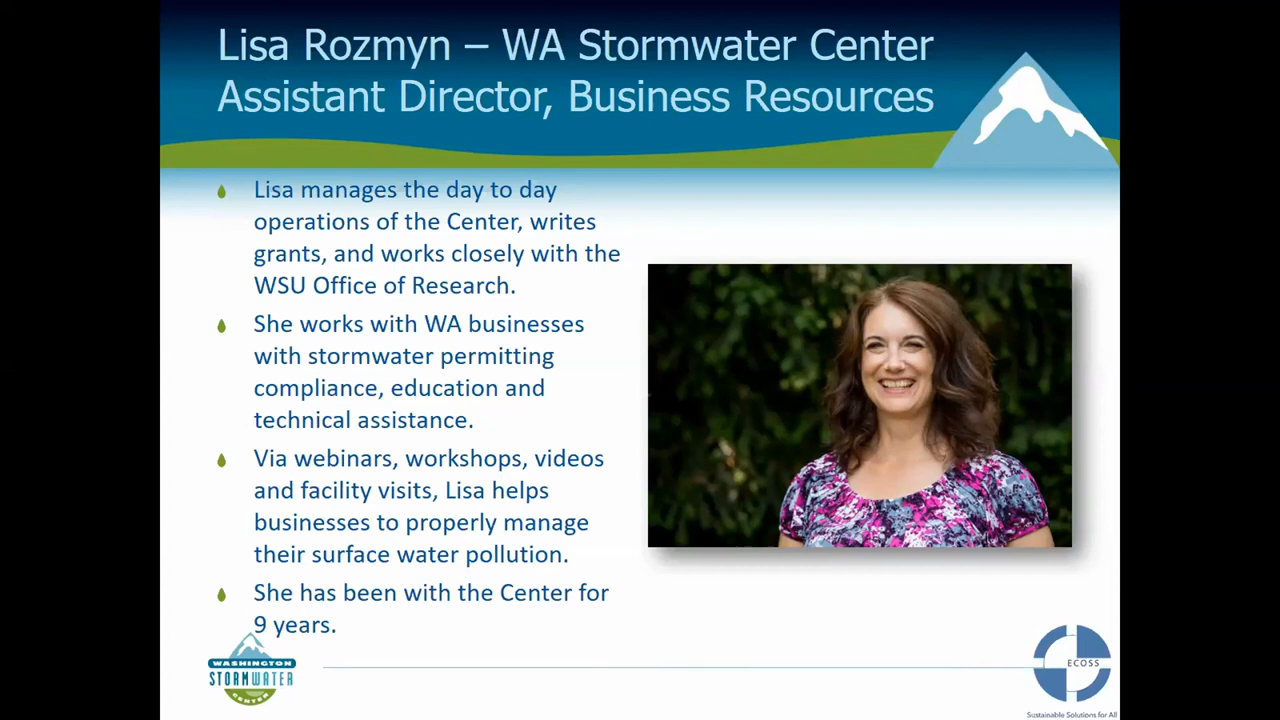 Lisa Rozmyn – WA Stormwater Center
Assistant Director, Business Resources
Lisa manages the day to day
operations of the Center, writes
grants, and works closely with the
WSU Office of Research.
She works with WA businesses
with stormwater permitting
compliance, education and
technical assistance.
Via webinars, workshops, videos
and facility visits, Lisa helps
businesses to properly manage
their surface water pollution.
She has been with the Center for
9 years.
WASHINGTON
STORMWATER
CENTER
ECOSS
Sustainable Solutions for All